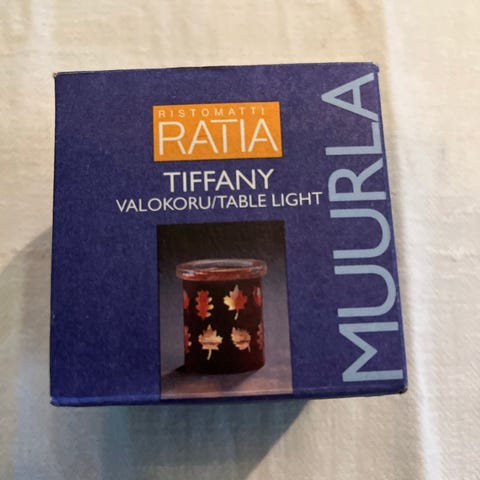 RISTOMATTI
RATIA
TIFFANY
VALOKORU/TABLE LIGHT
MUURLA